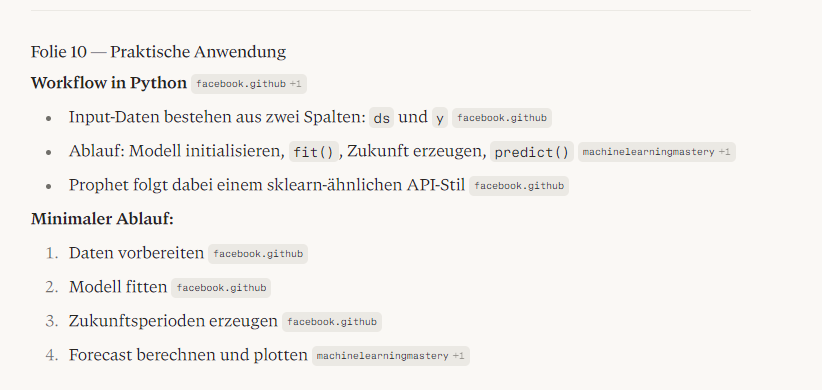 Folie 10 — Praktische Anwendung
Workflow in Python facebook.github +1
• Input-Daten bestehen aus zwei Spalten: ds und y facebook.github
• Ablauf: Modell initialisieren, fit(), Zukunft erzeugen, predict() machinelearningmastery +1
• Prophet folgt dabei einem sklearn-ähnlichen API-Stil facebook.github
Minimaler Ablauf:
1. Daten vorbereiten facebook.github
2. Modell fitten facebook.github
3. Zukunftsperioden erzeugen facebook.github
4. Forecast berechnen und plotten machinelearningmastery +1